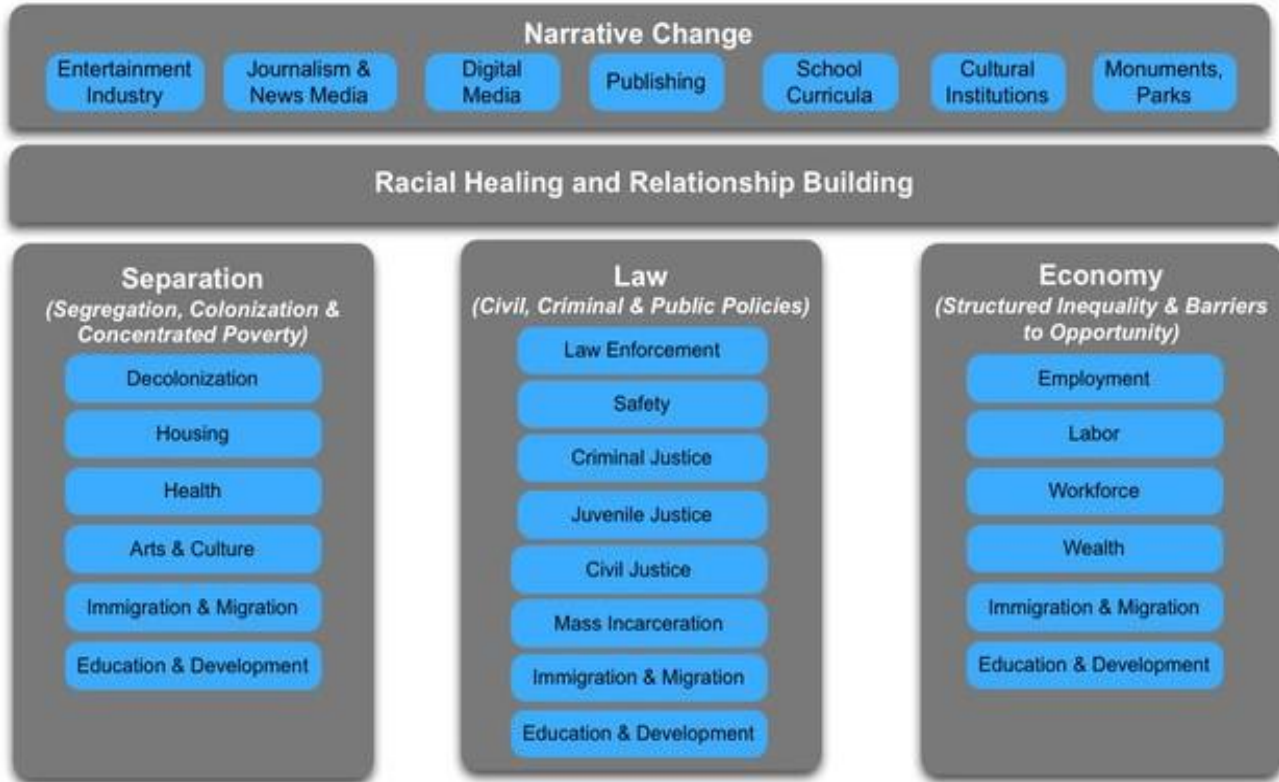 Narrative Change
Entertainment
Industry
Journalism &
News Media
Digital
Media
Publishing
School
Curricula
Cultural
Institutions
Monuments,
Parks
Racial Healing and Relationship Building
Separation
(Segregation, Colonization &
Concentrated Poverty)
Decolonization
Housing
Health
Arts & Culture
Immigration & Migration
Education & Development
Law
(Civil, Criminal & Public Policies)
Law Enforcement
Safety
Criminal Justice
Juvenile Justice
Civil Justice
Mass Incarceration
Immigration & Migration
Education & Development
Economy
(Structured Inequality & Barriers
to Opportunity)
Employment
Labor
Workforce
Wealth
Immigration & Migration
Education & Development